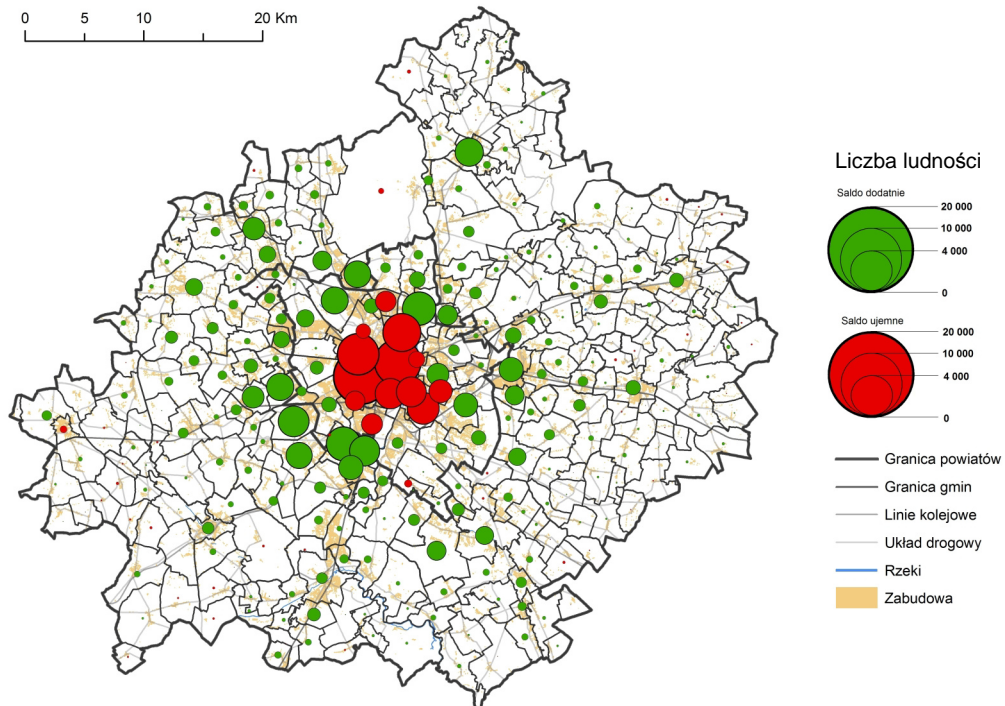 0 5 10 20 Km
Liczba ludności
Saldo dodatnie
20 000
10 000
4 000
0
Saldo ujemne
20 000
10 000
4 000
0
Granica powiatów
Granica gmin
Linie kolejowe
Układ drogowy
Rzeki
Zabudowa